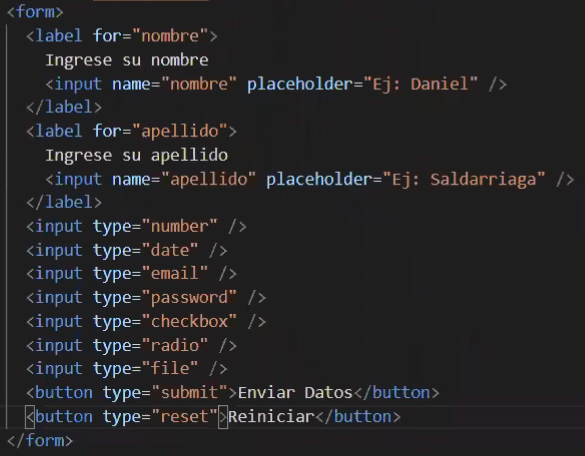 <form>
<label for="nombre">
Ingrese su nombre
<input name="nombre" placeholder="Ej: Daniel" />
</label>
<label for="apellido">
Ingrese su apellido
<input name="apellido" placeholder="Ej: Saldarriaga" />
</label>
<input type="number" />
<input type="date" />
<input type="email" />
<input type="password" />
<input type="checkbox" />
<input type="radio" />
<input type="file" />
<button type="submit">Enviar Datos</button>
<button type="reset">Reiniciar</button>
</form>